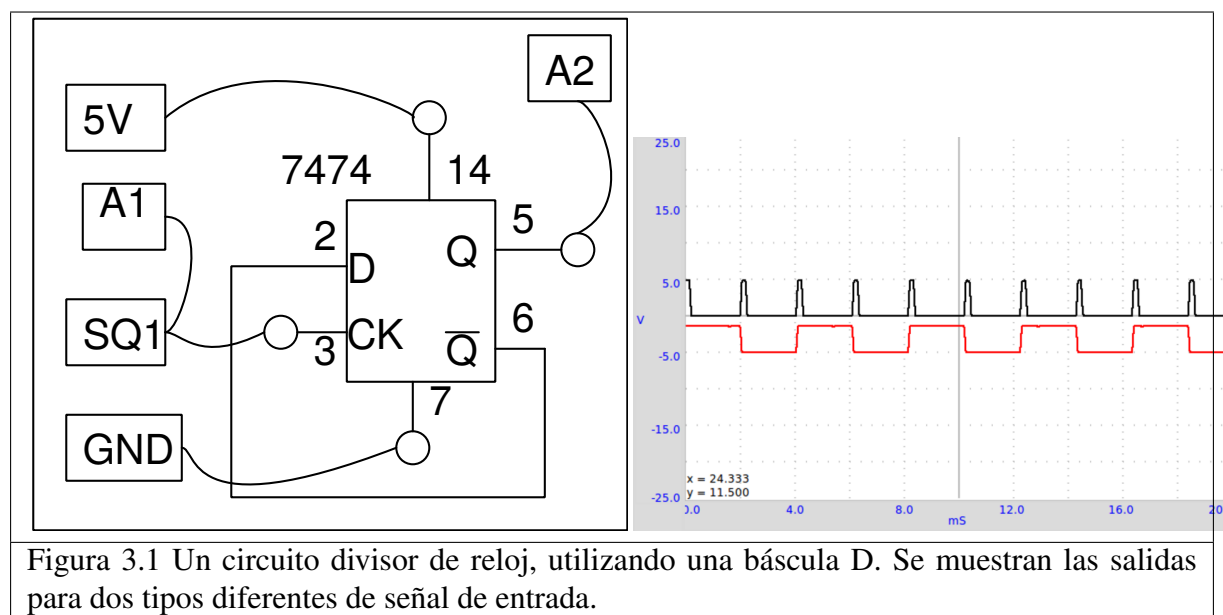 A2
5V
7474
14
A1
2
5
D
Q
SQ1
CK
Q
6
3
7
GND
25.0
15.0
5.0
V
-5.0
-15.0
x = 24.333
y = 11.500
-25.0
).0
4.0
8.0
12.0
16.0
20
mS
Figura 3.1 Un circuito divisor de reloj, utilizando una báscula D. Se muestran las salidas
para dos tipos diferentes de señal de entrada.